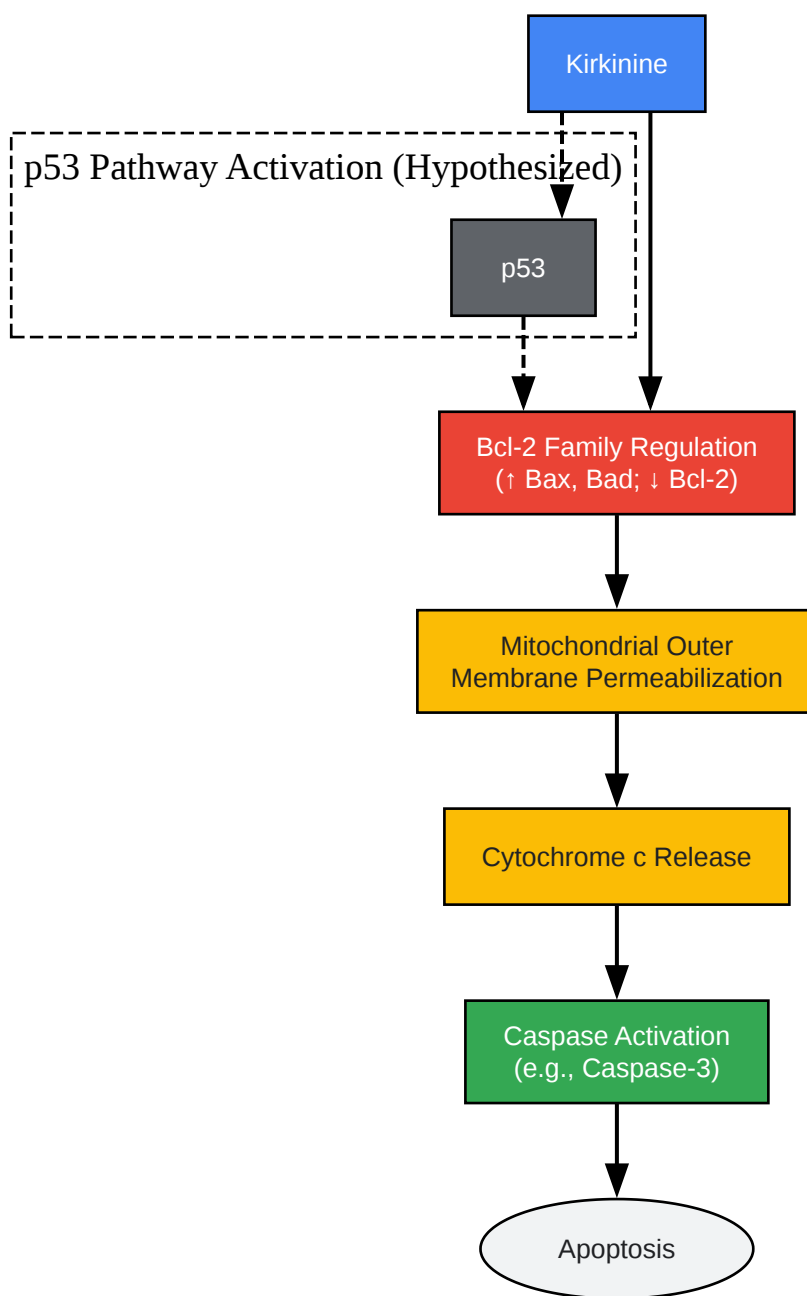 Kirkinine
p53 Pathway Activation (Hypothesized)
p53
Bcl-2 Family Regulation
(↑ Bax, Bad; ↓ Bcl-2)
Mitochondrial Outer
Membrane Permeabilization
Cytochrome c Release
Caspase Activation
(e.g., Caspase-3)
Apoptosis